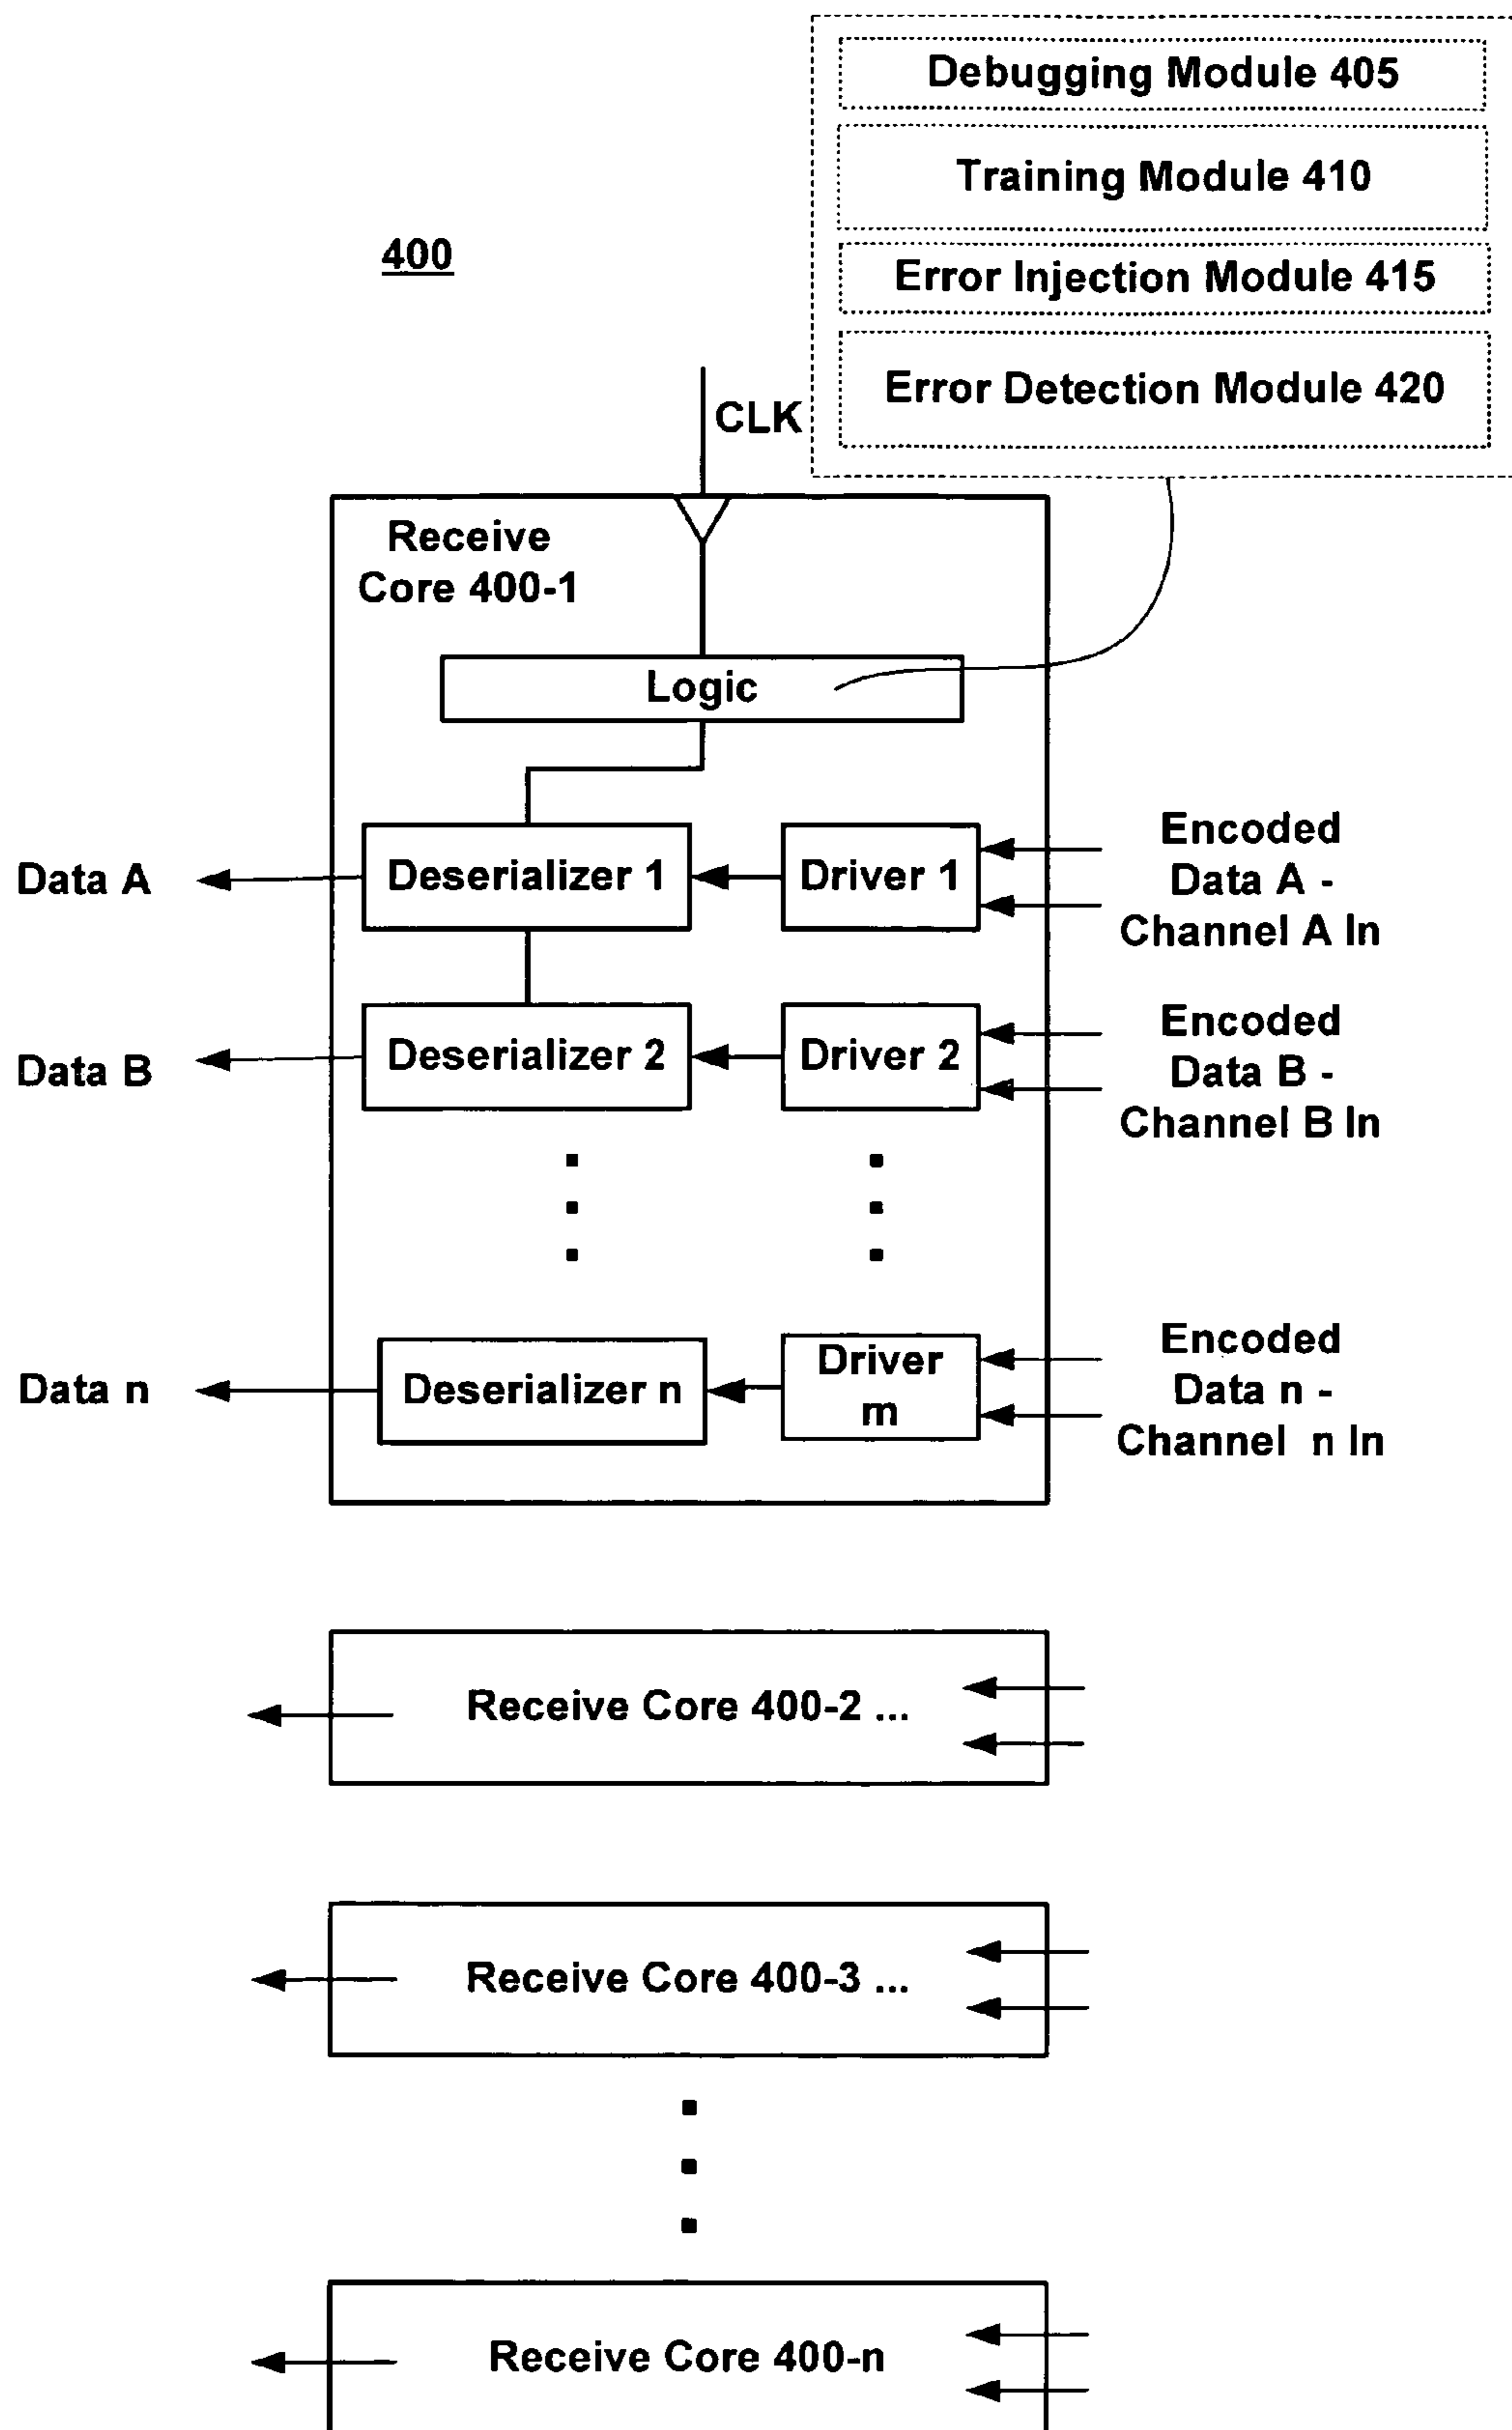 Debugging Module 405
Training Module 410
Error Injection Module 415
Error Detection Module 420
400
CLK
Receive
Core 400-1
Logic
Data A
Deserializer 1
Driver 1
Encoded
Data A -
Channel A In
Data B
Deserializer 2
Driver 2
Encoded
Data B -
Channel B In
Data n
Deserializer n
Driver
m
Encoded
Data n -
Channel n In
Receive Core 400-2 ...
Receive Core 400-3 ...
Receive Core 400-n